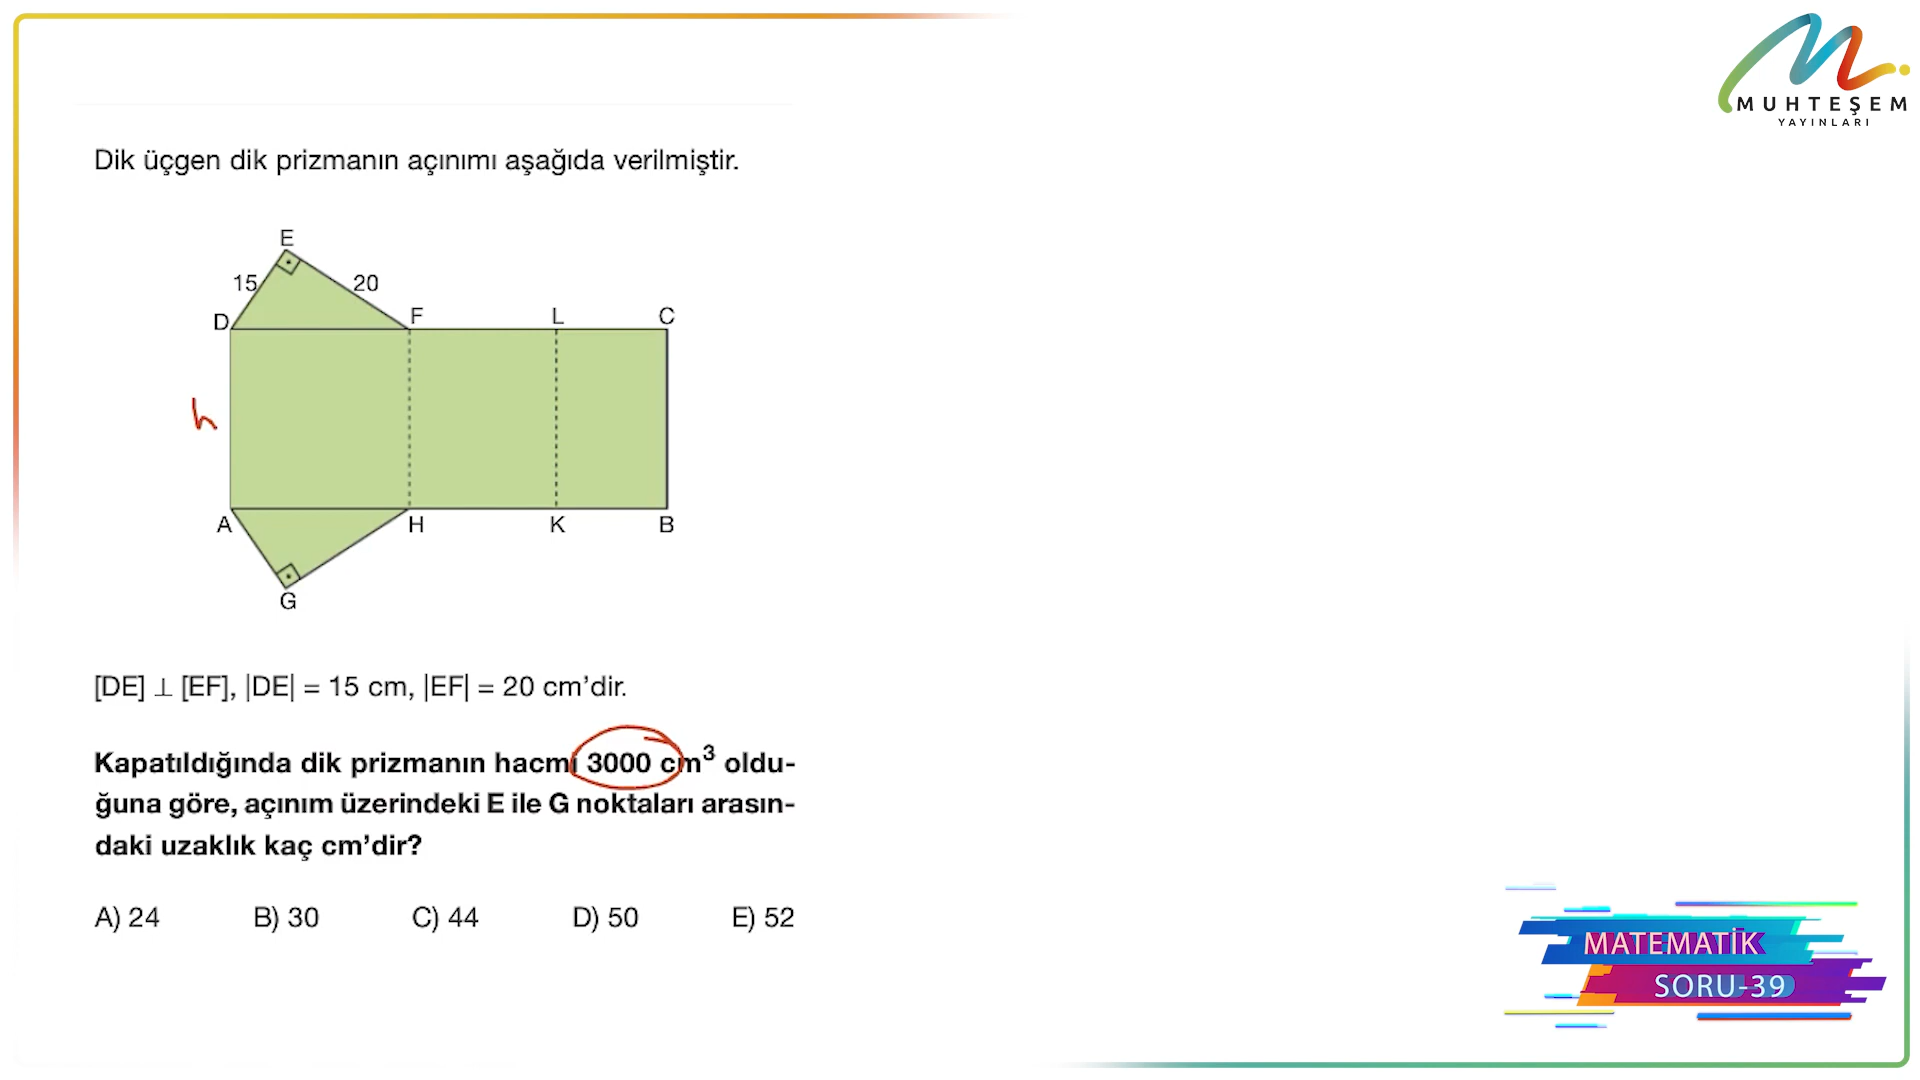 MUHTEŞEM
YAYINLARI
Dik üçgen dik prizmanın açınımı aşağıda verilmiştir.
E
15
20
D
F
L
C
h
A
H
K
B
G
[DE] ⊥ [EF], |DE| = 15 cm, |EF| = 20 cm'dir.
Kapatıldığında dik prizmanın hacmi 3000 cm³ oldu-
ğuna göre, açınım üzerindeki E ile G noktaları arasın-
daki uzaklık kaç cm'dir?
A) 24 B) 30 C) 44 D) 50 E) 52
MATEMATİK
SORU-39